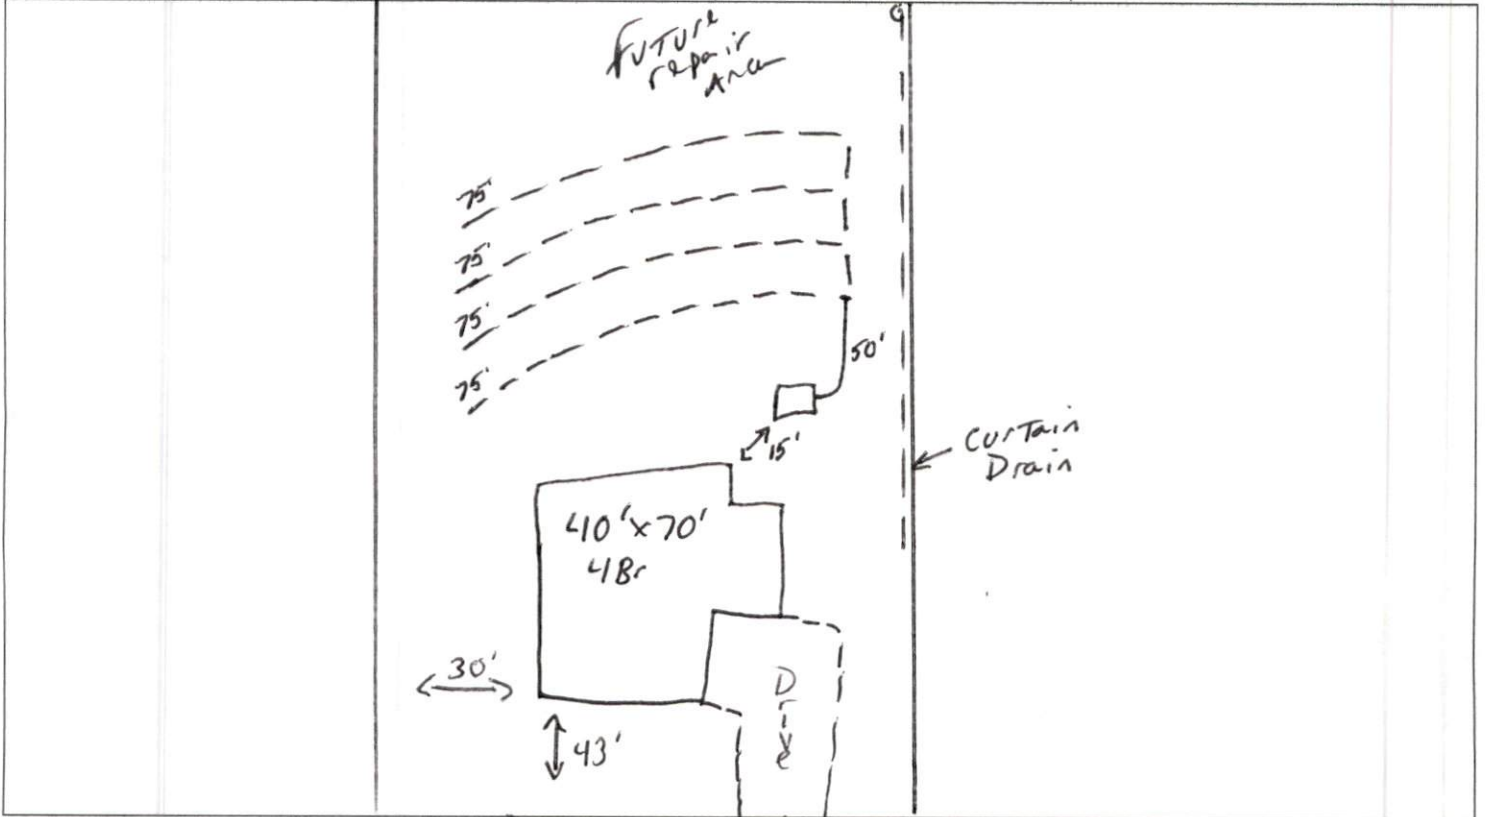 Future
repair
Area
75'
75'
75'
75'
50'
15'
Curtain
Drain
40'x70'
4Br
30'
43'
Drive